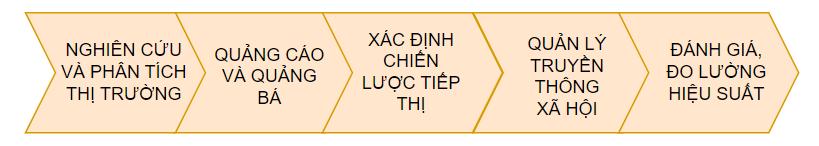 NGHIÊN CỨU
VÀ PHÂN TÍCH
THỊ TRƯỜNG
QUẢNG CÁO
VÀ QUẢNG
BÁ
XÁC ĐỊNH
CHIẾN
LƯỢC TIẾP
THỊ
QUẢN LÝ
TRUYỀN
THÔNG
XÃ HỘI
ĐÁNH GIÁ,
ĐO LƯỜNG
HIỆU SUẤT